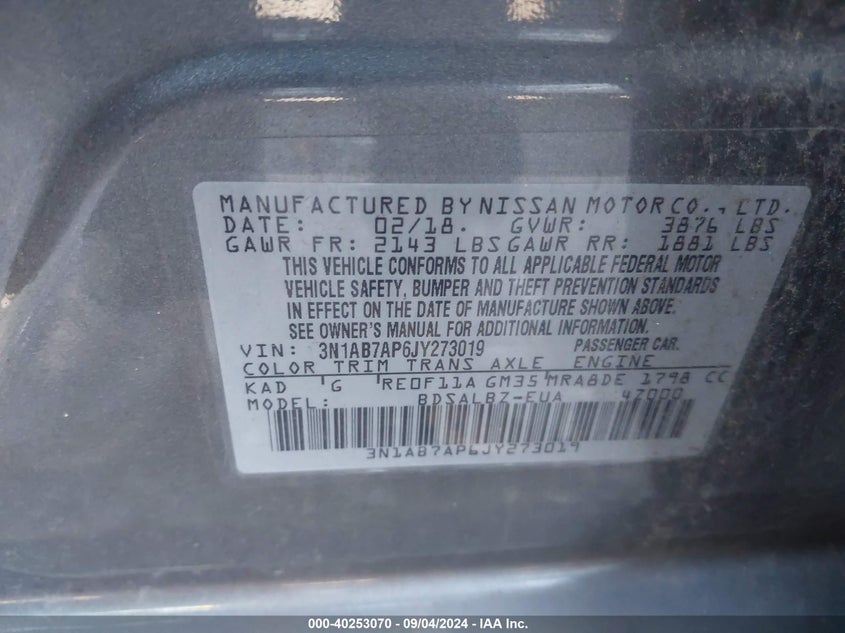 MANUFACTURED BY NISSAN MOTOR CO., LTD.
DATE: 02/18. GVWR: 3876 LBS
GAWR FR: 2143 LBS GAWR RR: 1881 LBS
THIS VEHICLE CONFORMS TO ALL APPLICABLE FEDERAL MOTOR
VEHICLE SAFETY, BUMPER AND THEFT PREVENTION STANDARDS
IN EFFECT ON THE DATE OF MANUFACTURE SHOWN ABOVE.
SEE OWNER'S MANUAL FOR ADDITIONAL INFORMATION.
VIN: 3N1AB7AP6JY273019 PASSENGER CAR.
COLOR TRIM TRANS AXLE ENGINE
KAD 'G 'RE0F11A GM35 MRA8DE 1798 CC
MODEL: BDSALBZ-EUA 4Z000
3N1AB7AP6JY273019
000-40253070 - 09/04/2024 - IAA Inc.